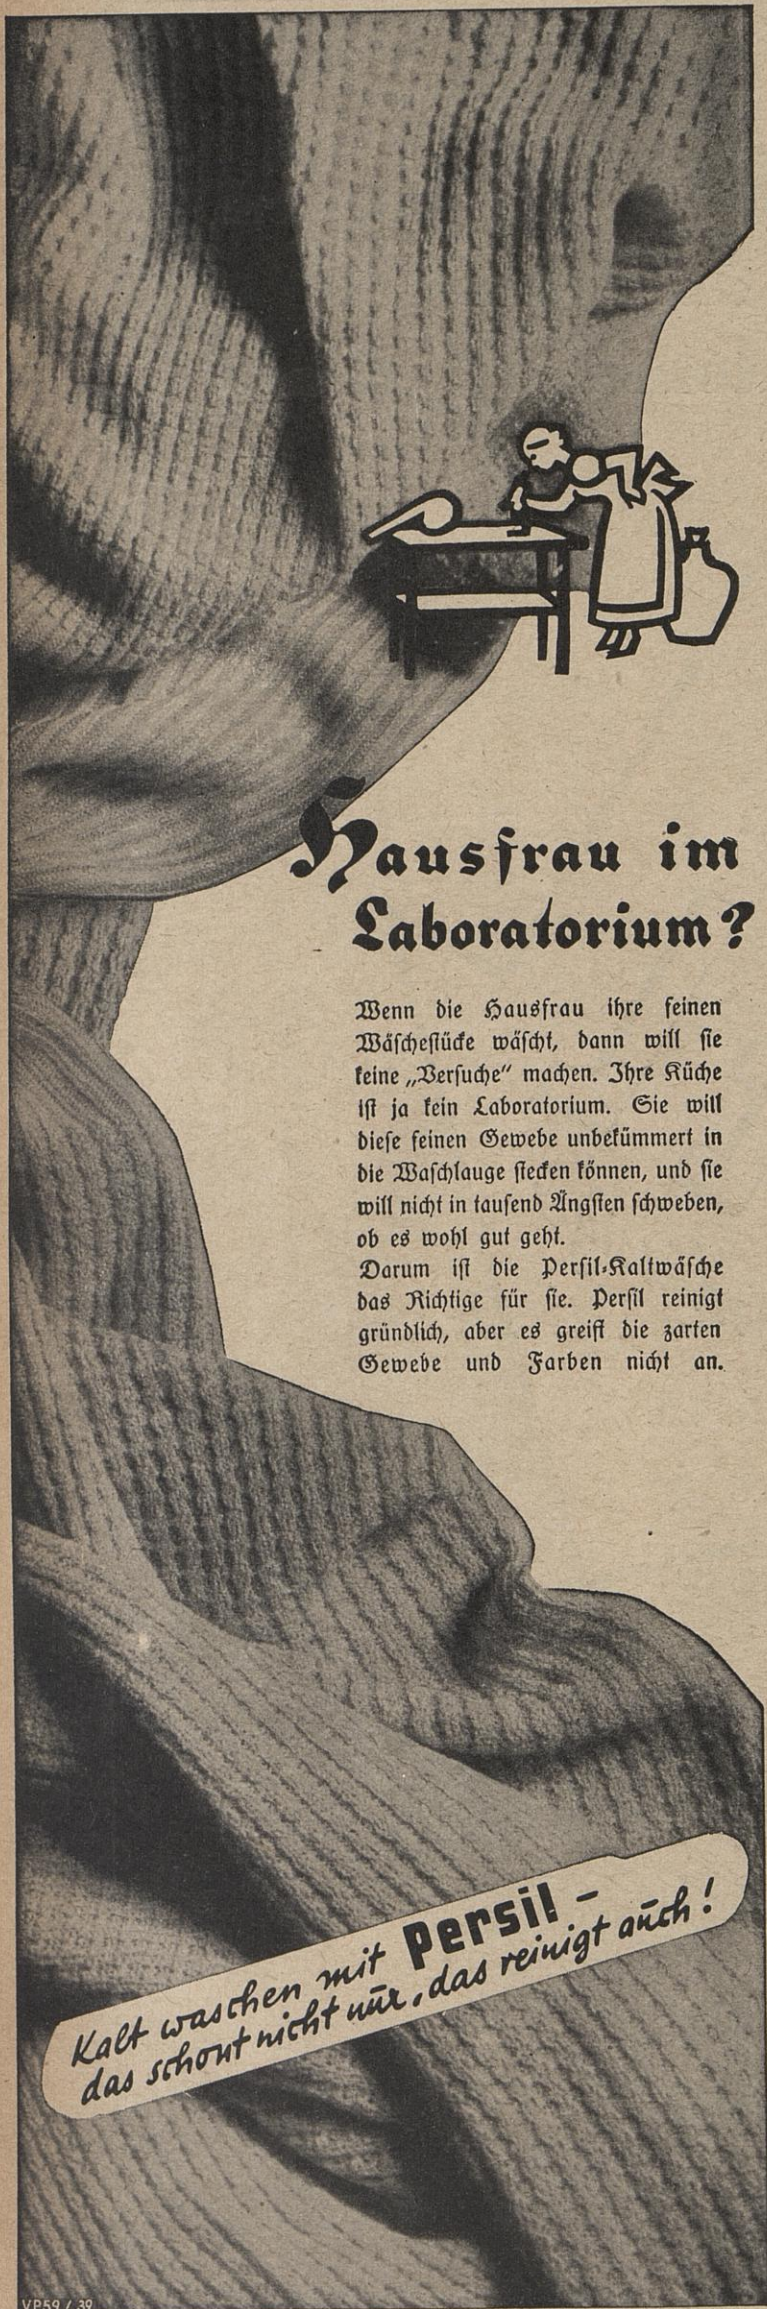 Hausfrau im
Laboratorium?
Wenn die Hausfrau ihre feinen
Wäschestücke wäscht, dann will sie
keine „Versuche“ machen. Ihre Küche
ist ja kein Laboratorium. Sie will
diese feinen Gewebe unbekümmert in
die Waschlauge stecken können, und sie
will nicht in tausend Ängsten schweben,
ob es wohl gut geht.
Darum ist die Persil-Kaltwäsche
das Richtige für sie. Persil reinigt
gründlich, aber es greift die zarten
Gewebe und Farben nicht an.
Kalt waschen mit Persil –
das schont nicht nur, das reinigt auch!
VP59 / 39